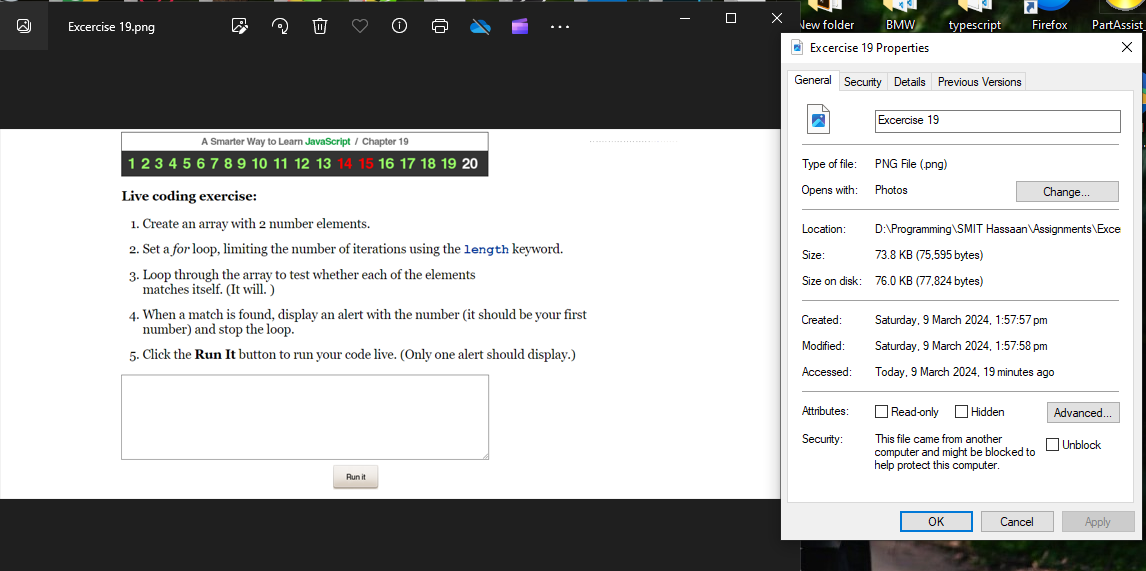 Excercise 19.png
New folder
BMW
typescript
Firefox
PartAssist_
A Smarter Way to Learn JavaScript / Chapter 19
1 2 3 4 5 6 7 8 9 10 11 12 13 14 15 16 17 18 19 20
Live coding exercise:
1. Create an array with 2 number elements.
2. Set a for loop, limiting the number of iterations using the length keyword.
3. Loop through the array to test whether each of the elements
matches itself. (It will. )
4. When a match is found, display an alert with the number (it should be your first
number) and stop the loop.
5. Click the Run It button to run your code live. (Only one alert should display.)
Run it
Excercise 19 Properties
General Security Details Previous Versions
Excercise 19
Type of file: PNG File (.png)
Opens with: Photos Change...
Location: D:\Programming\SMIT Hassaan\Assignments\Exce
Size: 73.8 KB (75,595 bytes)
Size on disk: 76.0 KB (77,824 bytes)
Created: Saturday, 9 March 2024, 1:57:57 pm
Modified: Saturday, 9 March 2024, 1:57:58 pm
Accessed: Today, 9 March 2024, 19 minutes ago
Attributes: Read-only Hidden Advanced...
Security: This file came from another
computer and might be blocked to
help protect this computer.
Unblock
OK Cancel Apply